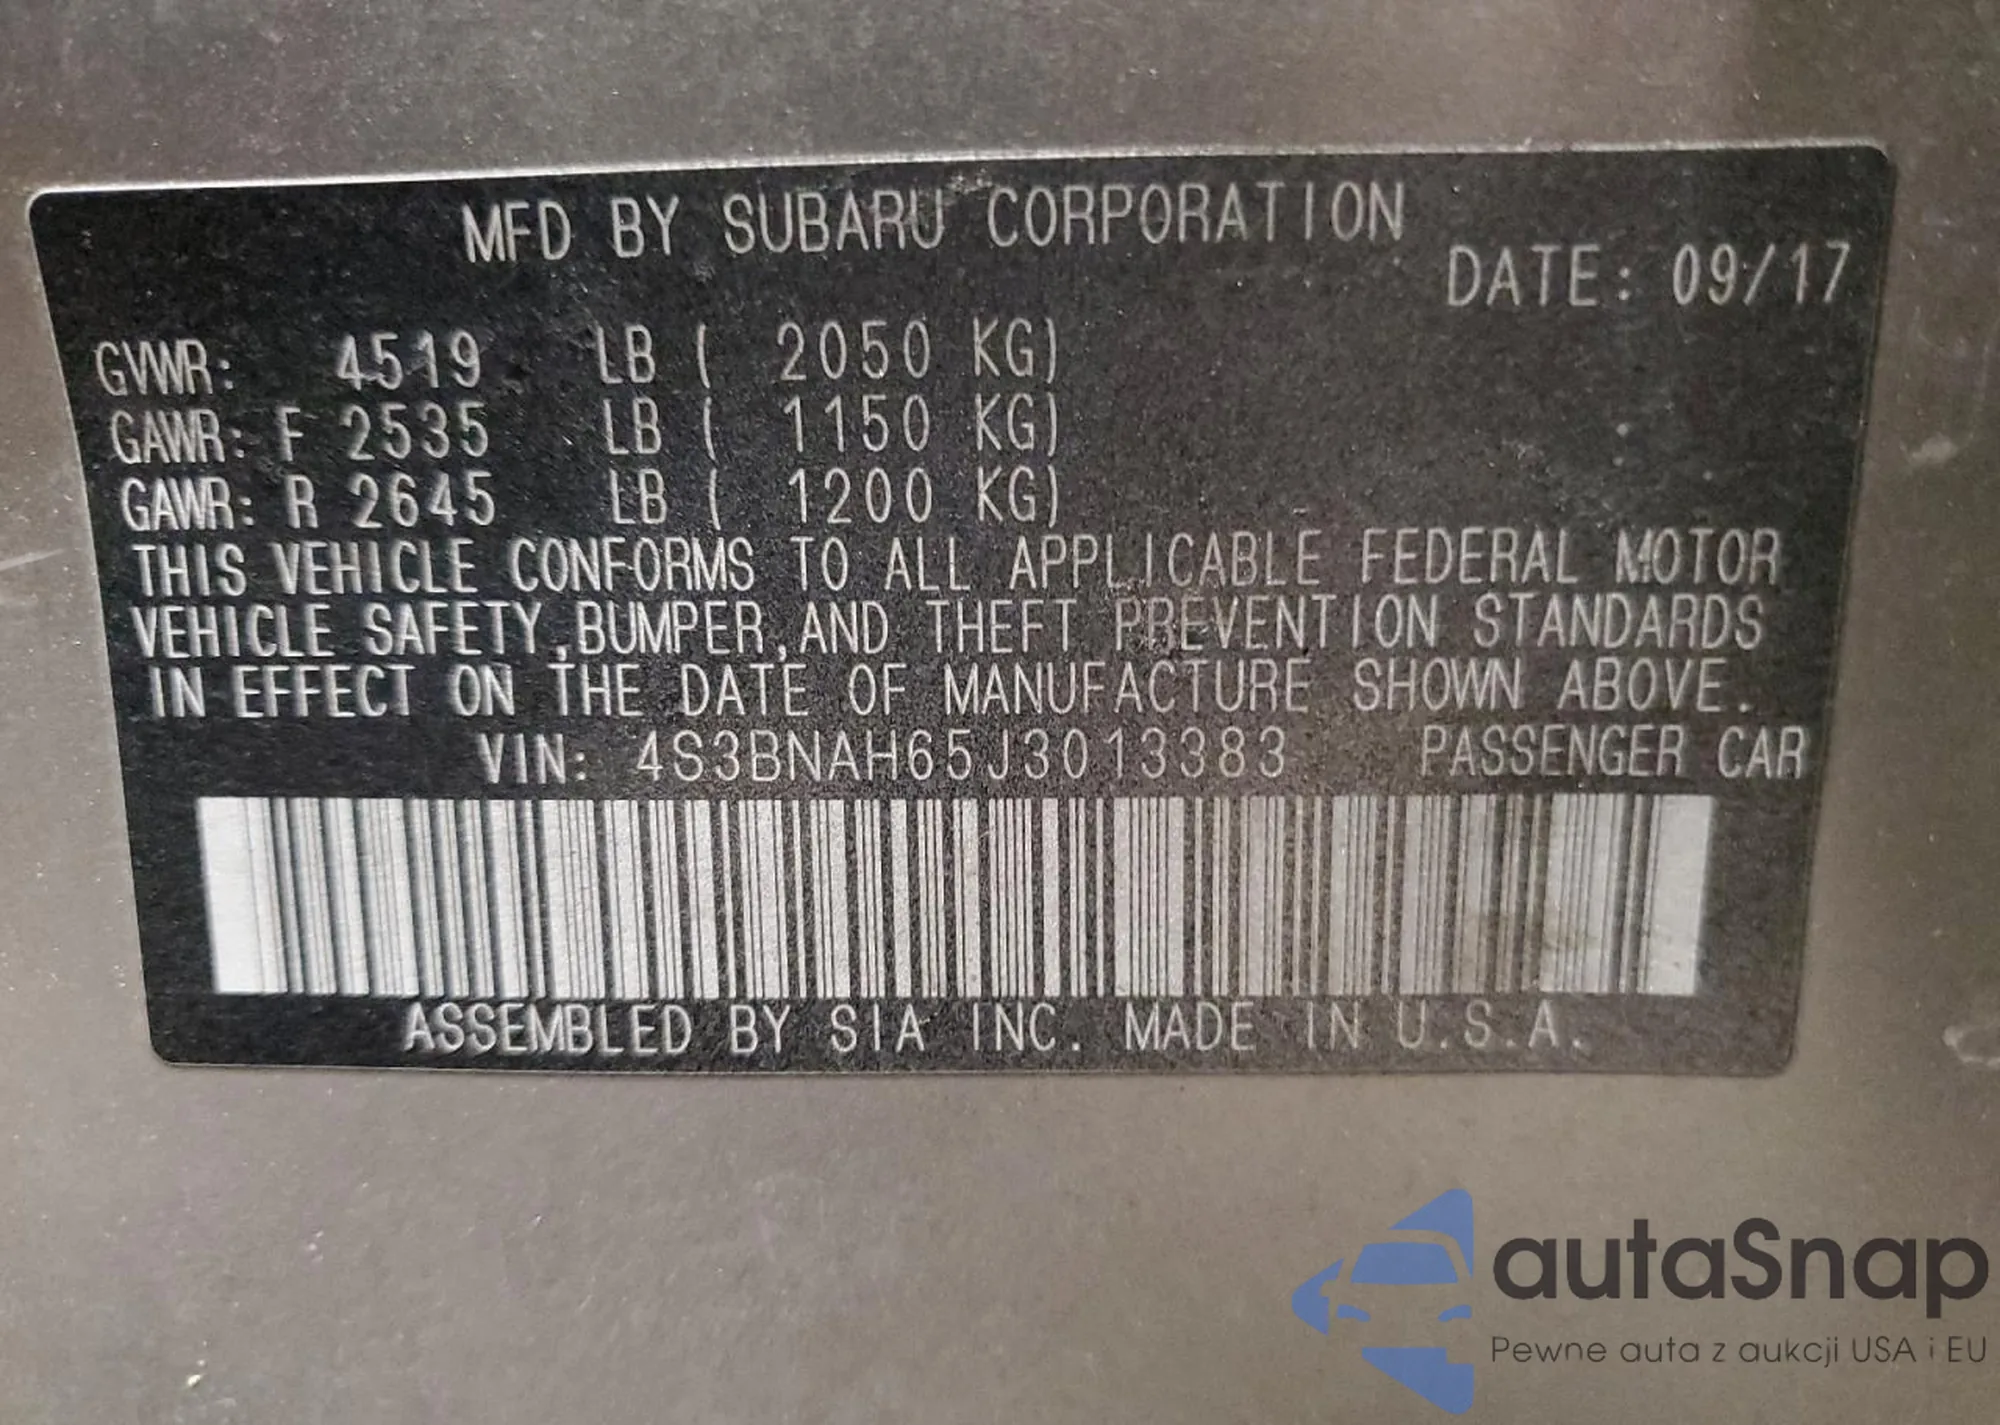 MFD BY SUBARU CORPORATION
DATE: 09/17
GVWR: 4519 LB ( 2050 KG)
GAWR: F 2535 LB ( 1150 KG)
GAWR: R 2645 LB ( 1200 KG)
THIS VEHICLE CONFORMS TO ALL APPLICABLE FEDERAL MOTOR
VEHICLE SAFETY,BUMPER,AND THEFT PREVENTION STANDARDS
IN EFFECT ON THE DATE OF MANUFACTURE SHOWN ABOVE.
VIN: 4S3BNAH65J3013383 PASSENGER CAR
ASSEMBLED BY SIA INC. MADE IN U.S.A.
autaSnap
Pewne auta z aukcji USA i EU